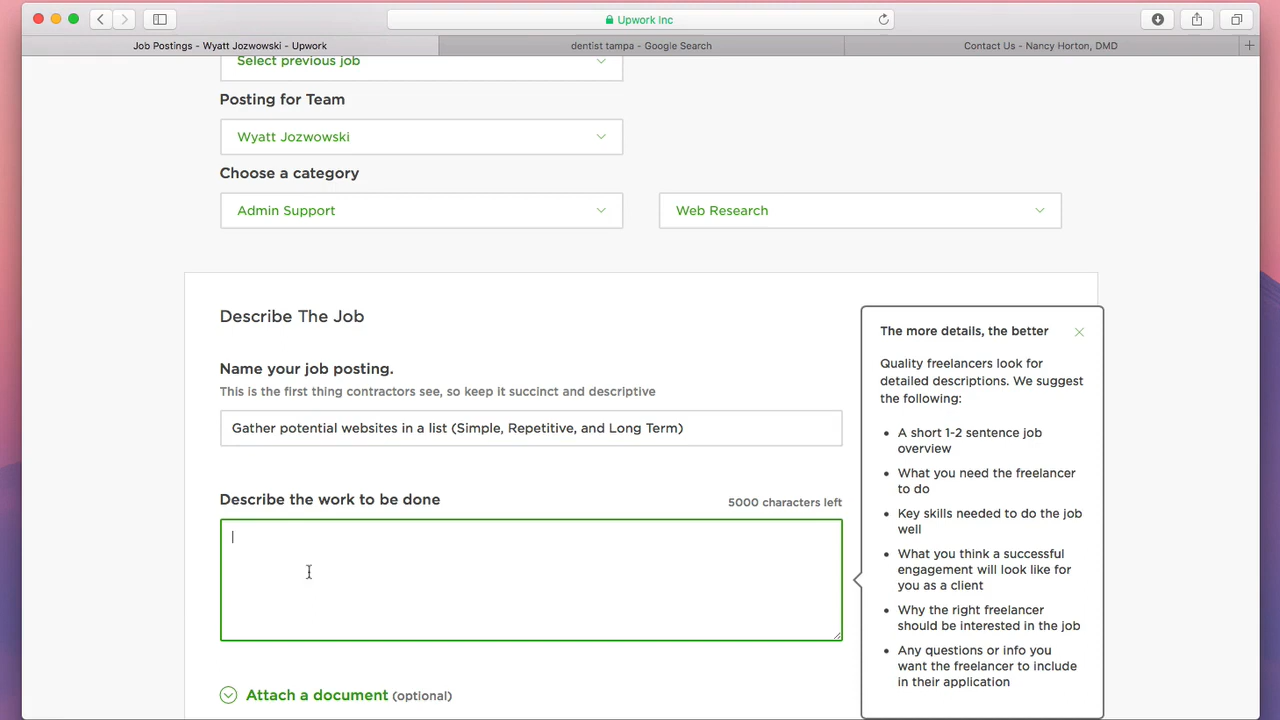 Upwork Inc
Job Postings - Wyatt Jozwowski - Upwork
dentist tampa - Google Search
Contact Us - Nancy Horton, DMD
Select previous job
Posting for Team
Wyatt Jozwowski
Choose a category
Admin Support
Web Research
Describe The Job
Name your job posting.
This is the first thing contractors see, so keep it succinct and descriptive
Gather potential websites in a list (Simple, Repetitive, and Long Term)
Describe the work to be done
5000 characters left
Attach a document (optional)
The more details, the better
Quality freelancers look for
detailed descriptions. We suggest
the following:
• A short 1-2 sentence job
overview
• What you need the freelancer
to do
• Key skills needed to do the job
well
• What you think a successful
engagement will look like for
you as a client
• Why the right freelancer
should be interested in the job
• Any questions or info you
want the freelancer to include
in their application